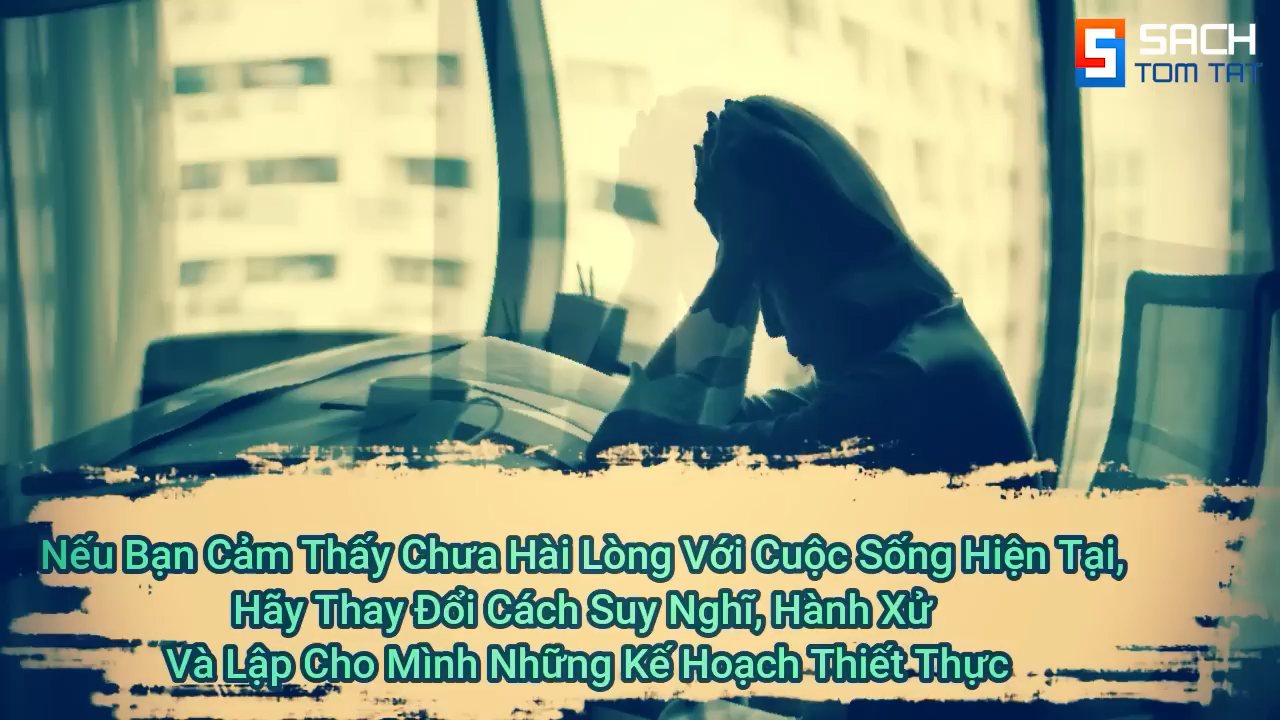 SACH
TOM TAT
Nếu Bạn Cảm Thấy Chưa Hài Lòng Với Cuộc Sống Hiện Tại,
Hãy Thay Đổi Cách Suy Nghĩ, Hành Xử
Và Lập Cho Mình Những Kế Hoạch Thiết Thực